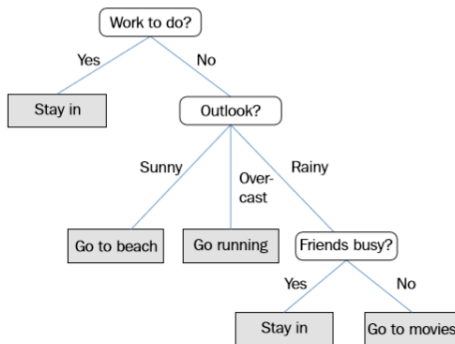 Work to do?
Yes
No
Stay in
Outlook?
Sunny
Over-
cast
Rainy
Go to beach
Go running
Friends busy?
Yes
No
Stay in
Go to movies